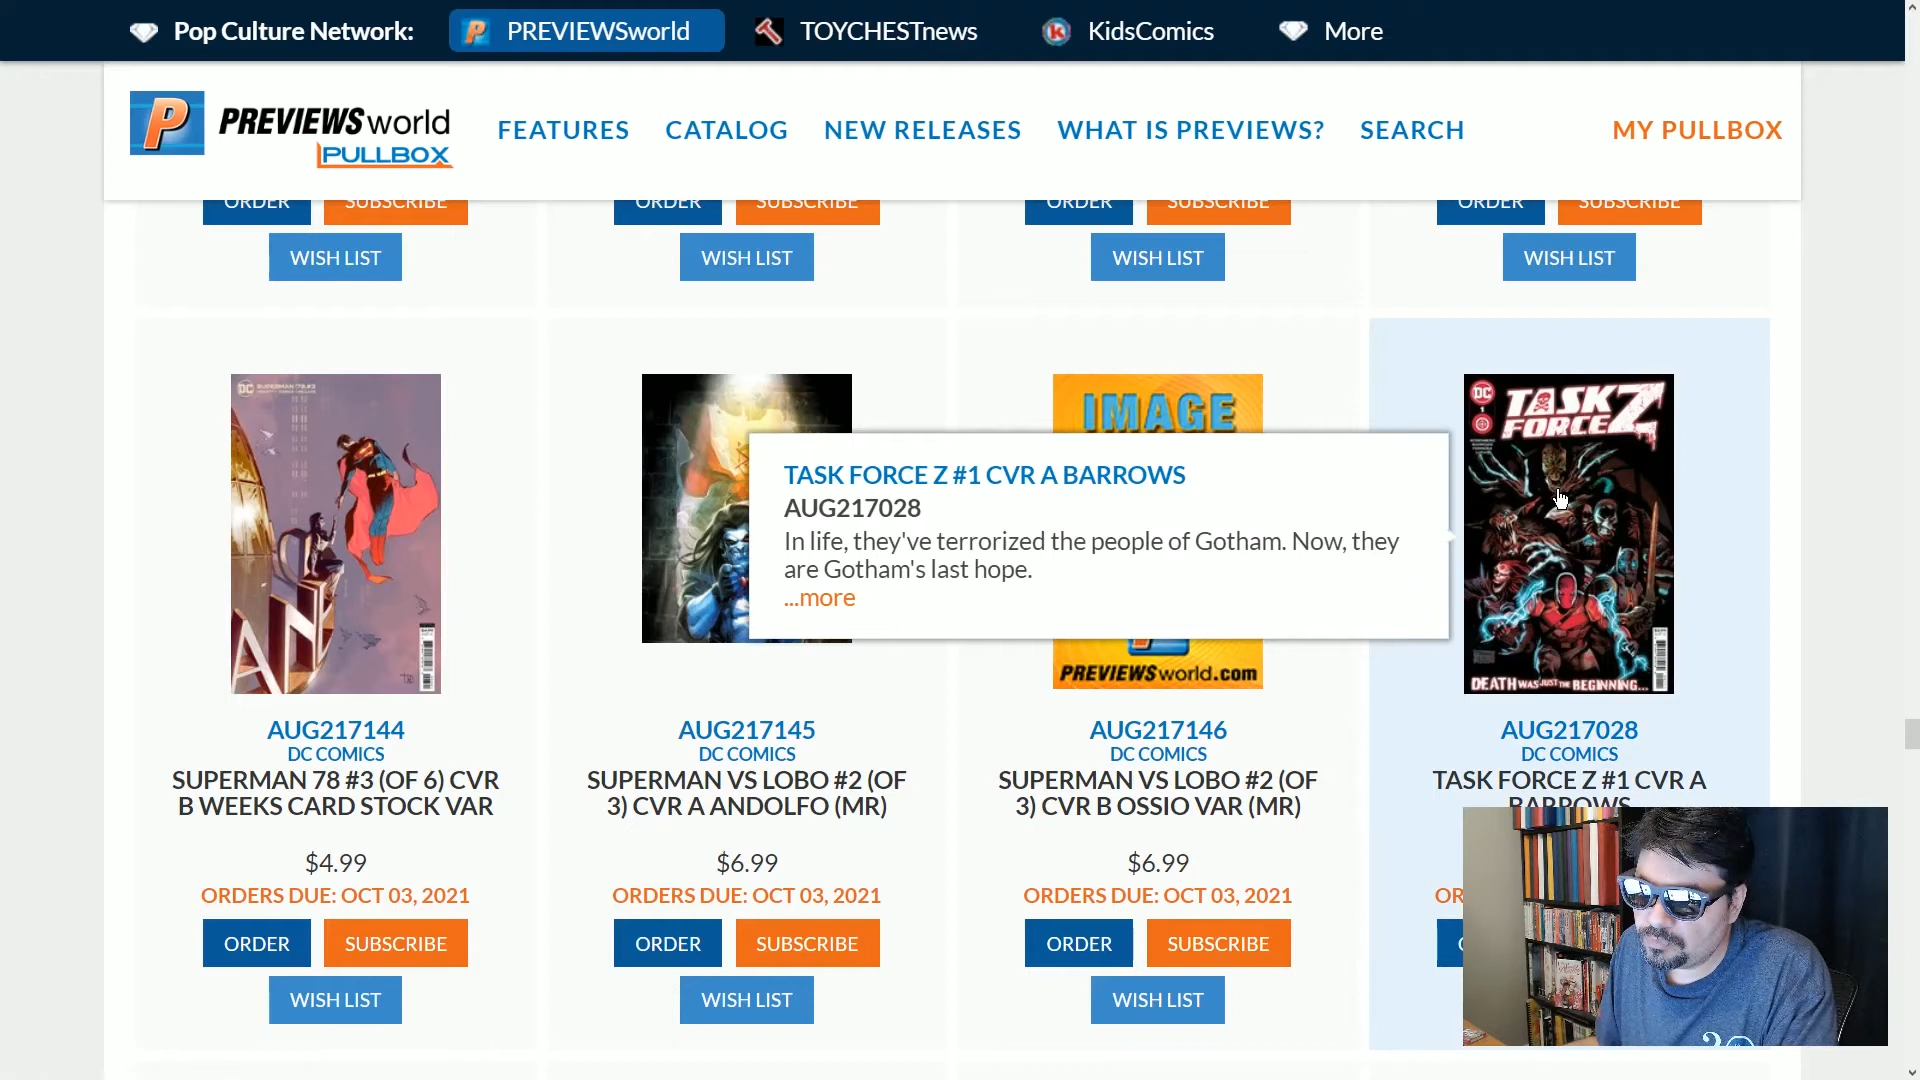 Pop Culture Network: PREVIEWSworld TOYCHESTnews KidsComics More
PREVIEWSworld
PULLBOX
FEATURES CATALOG NEW RELEASES WHAT IS PREVIEWS? SEARCH MY PULLBOX
ORDER SUBSCRIBE ORDER SUBSCRIBE ORDER SUBSCRIBE ORDER SUBSCRIBE
WISH LIST WISH LIST WISH LIST WISH LIST
DC SUPERMAN '78 #3
IMAGE
DC
1
TASK
FORCE Z
TASK FORCE Z #1 CVR A BARROWS
AUG217028
In life, they've terrorized the people of Gotham. Now, they
are Gotham's last hope.
...more
PREVIEWSworld.com
DEATH WAS JUST THE BEGINNING...
AUG217144 AUG217145 AUG217146 AUG217028
DC COMICS DC COMICS DC COMICS DC COMICS
SUPERMAN 78 #3 (OF 6) CVR SUPERMAN VS LOBO #2 (OF SUPERMAN VS LOBO #2 (OF TASK FORCE Z #1 CVR A
B WEEKS CARD STOCK VAR 3) CVR A ANDOLFO (MR) 3) CVR B OSSIO VAR (MR) BARROWS
$4.99 $6.99 $6.99
ORDERS DUE: OCT 03, 2021 ORDERS DUE: OCT 03, 2021 ORDERS DUE: OCT 03, 2021 OR
ORDER SUBSCRIBE ORDER SUBSCRIBE ORDER SUBSCRIBE
WISH LIST WISH LIST WISH LIST